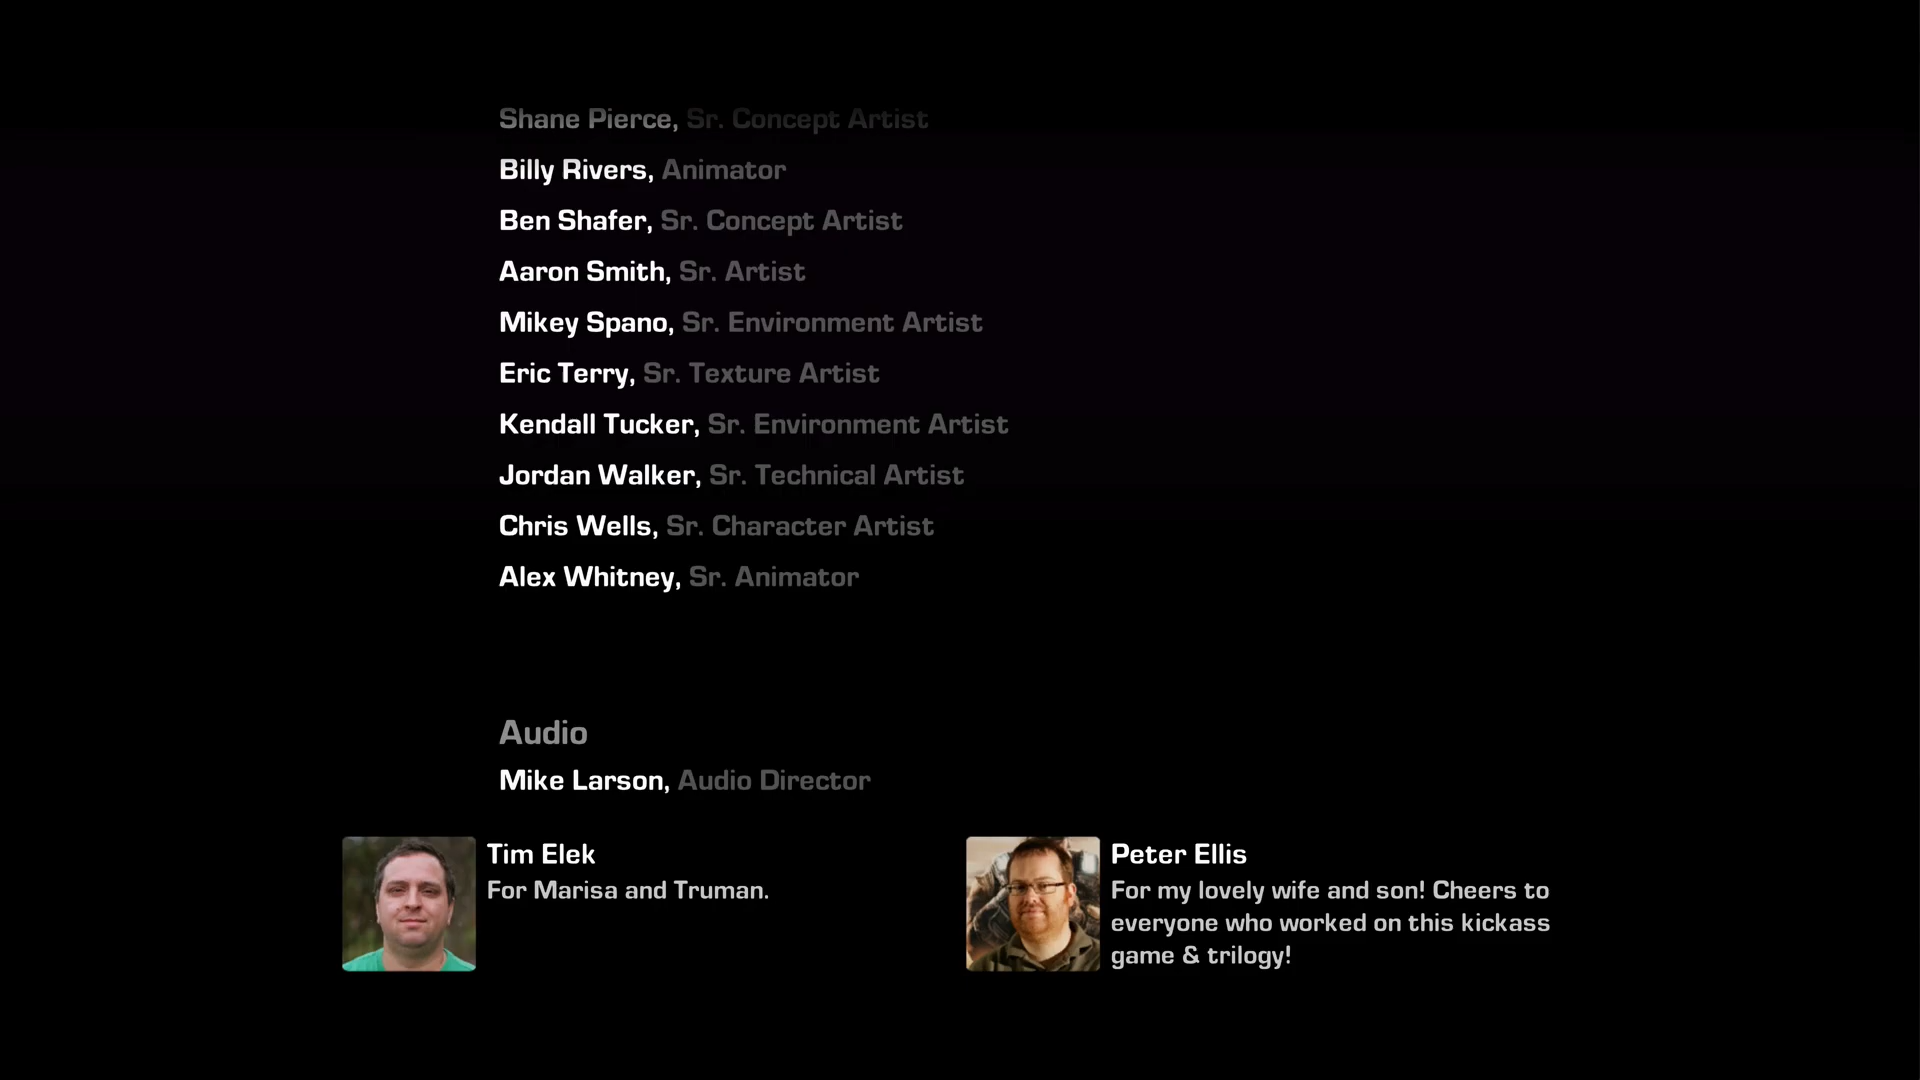 Shane Pierce, Sr. Concept Artist
Billy Rivers, Animator
Ben Shafer, Sr. Concept Artist
Aaron Smith, Sr. Artist
Mikey Spano, Sr. Environment Artist
Eric Terry, Sr. Texture Artist
Kendall Tucker, Sr. Environment Artist
Jordan Walker, Sr. Technical Artist
Chris Wells, Sr. Character Artist
Alex Whitney, Sr. Animator
Audio
Mike Larson, Audio Director
Tim Elek
For Marisa and Truman.
Peter Ellis
For my lovely wife and son! Cheers to
everyone who worked on this kickass
game & trilogy!